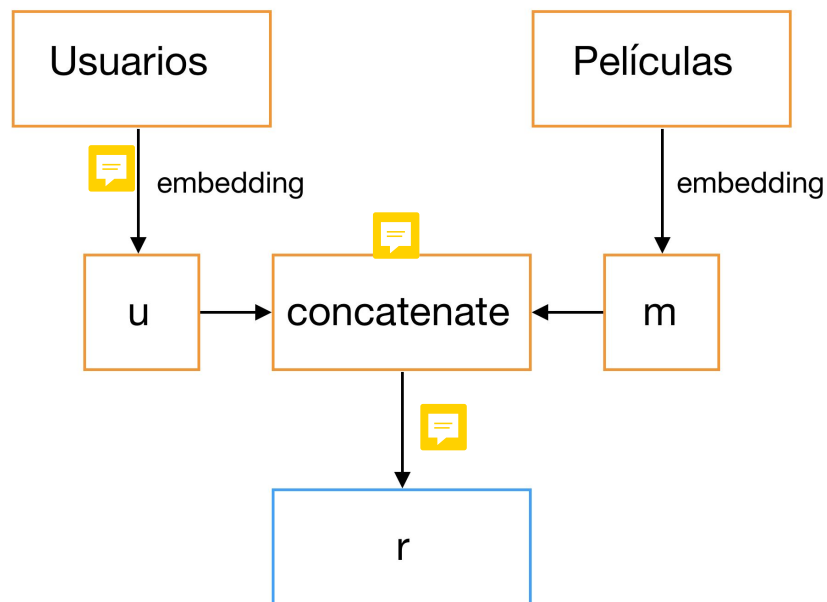 Usuarios
Películas
embedding
embedding
u
concatenate
m
r